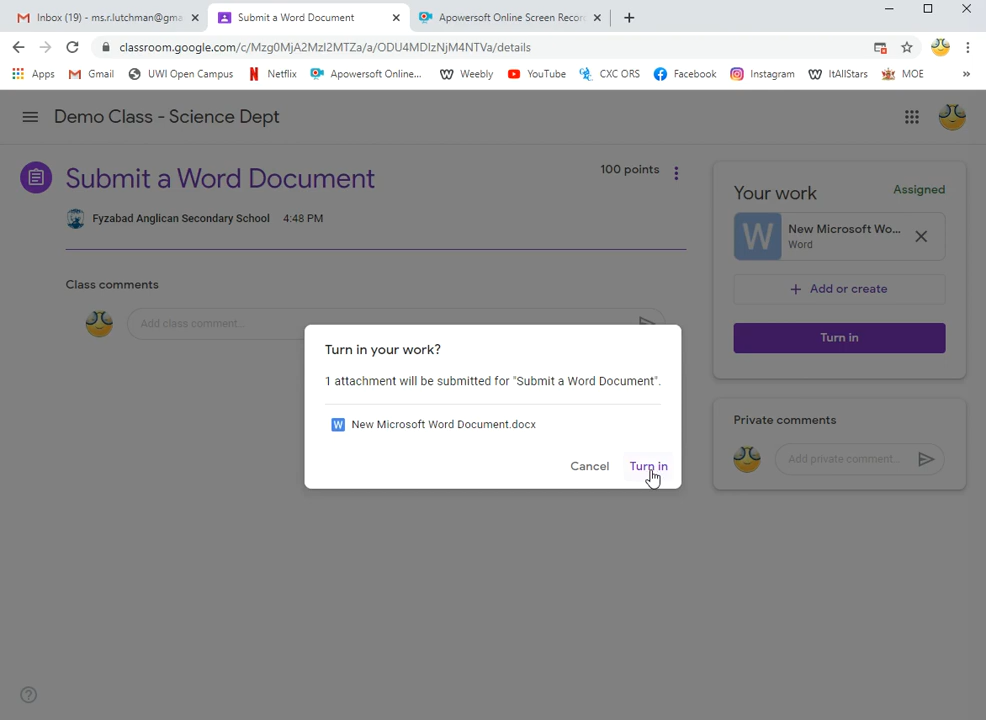 Inbox (19) - ms.r.lutchman@gma
Submit a Word Document
Apowersoft Online Screen Recor
classroom.google.com/c/Mzg0MjA2MzI2MTZa/a/ODU4MDIzNjM4NTVa/details
Apps
Gmail
UWI Open Campus
Netflix
Apowersoft Online...
Weebly
YouTube
CXC ORS
Facebook
Instagram
ItAllStars
MOE
»
Demo Class - Science Dept
Submit a Word Document
100 points
Fyzabad Anglican Secondary School 4:48 PM
Class comments
Add class comment...
Your work
Assigned
W
New Microsoft Wo...
Word
+ Add or create
Turn in
Private comments
Add private comment...
Turn in your work?
1 attachment will be submitted for "Submit a Word Document".
W New Microsoft Word Document.docx
Cancel
Turn in